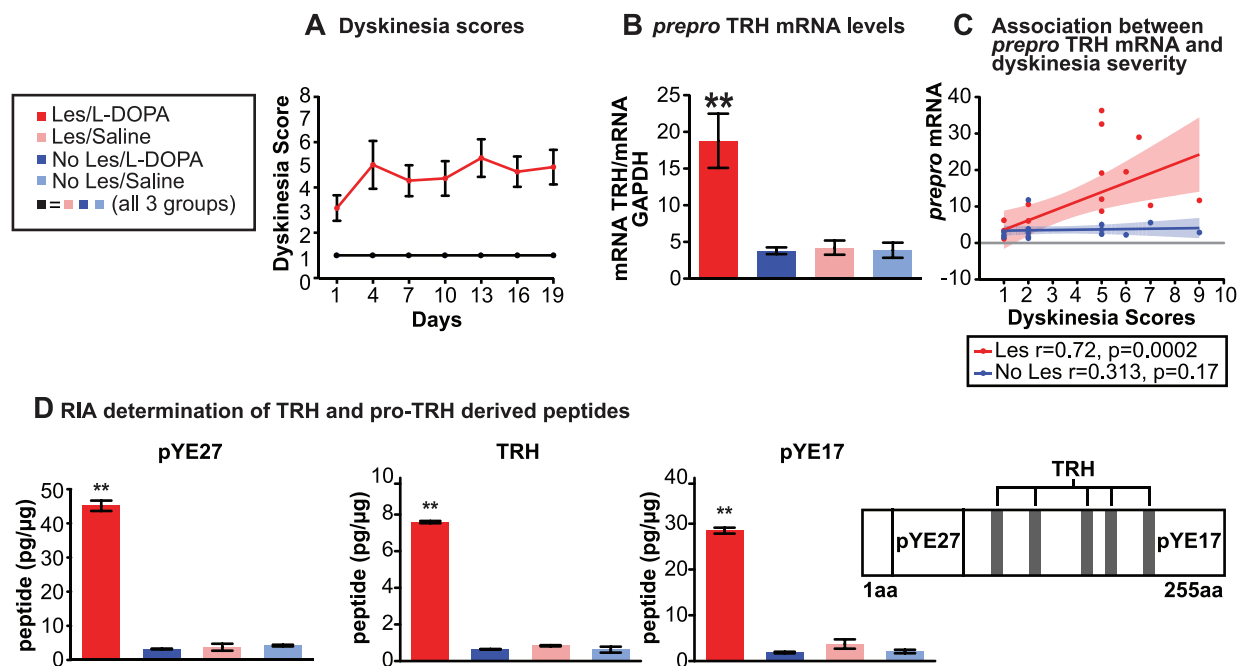 A Dyskinesia scores
B prepro TRH mRNA levels
C Association between
prepro TRH mRNA and
dyskinesia severity
Les/L-DOPA
Les/Saline
No Les/L-DOPA
No Les/Saline
= (all 3 groups)
Dyskinesia Score
8
7
6
5
4
3
2
1
0
1 4 7 10 13 16 19
Days
mRNA TRH/mRNA
GAPDH
25
20
15
10
5
0
**
prepro mRNA
40
30
20
10
0
-10
1 2 3 4 5 6 7 8 9 10
Dyskinesia Scores
Les r=0.72, p=0.0002
No Les r=0.313, p=0.17
D RIA determination of TRH and pro-TRH derived peptides
pYE27
peptide (pg/µg)
50
40
30
20
10
0
**
TRH
peptide (pg/µg)
10
8
6
4
2
0
**
pYE17
peptide (pg/µg)
40
30
20
10
0
**
TRH
pYE27 pYE17
1aa 255aa